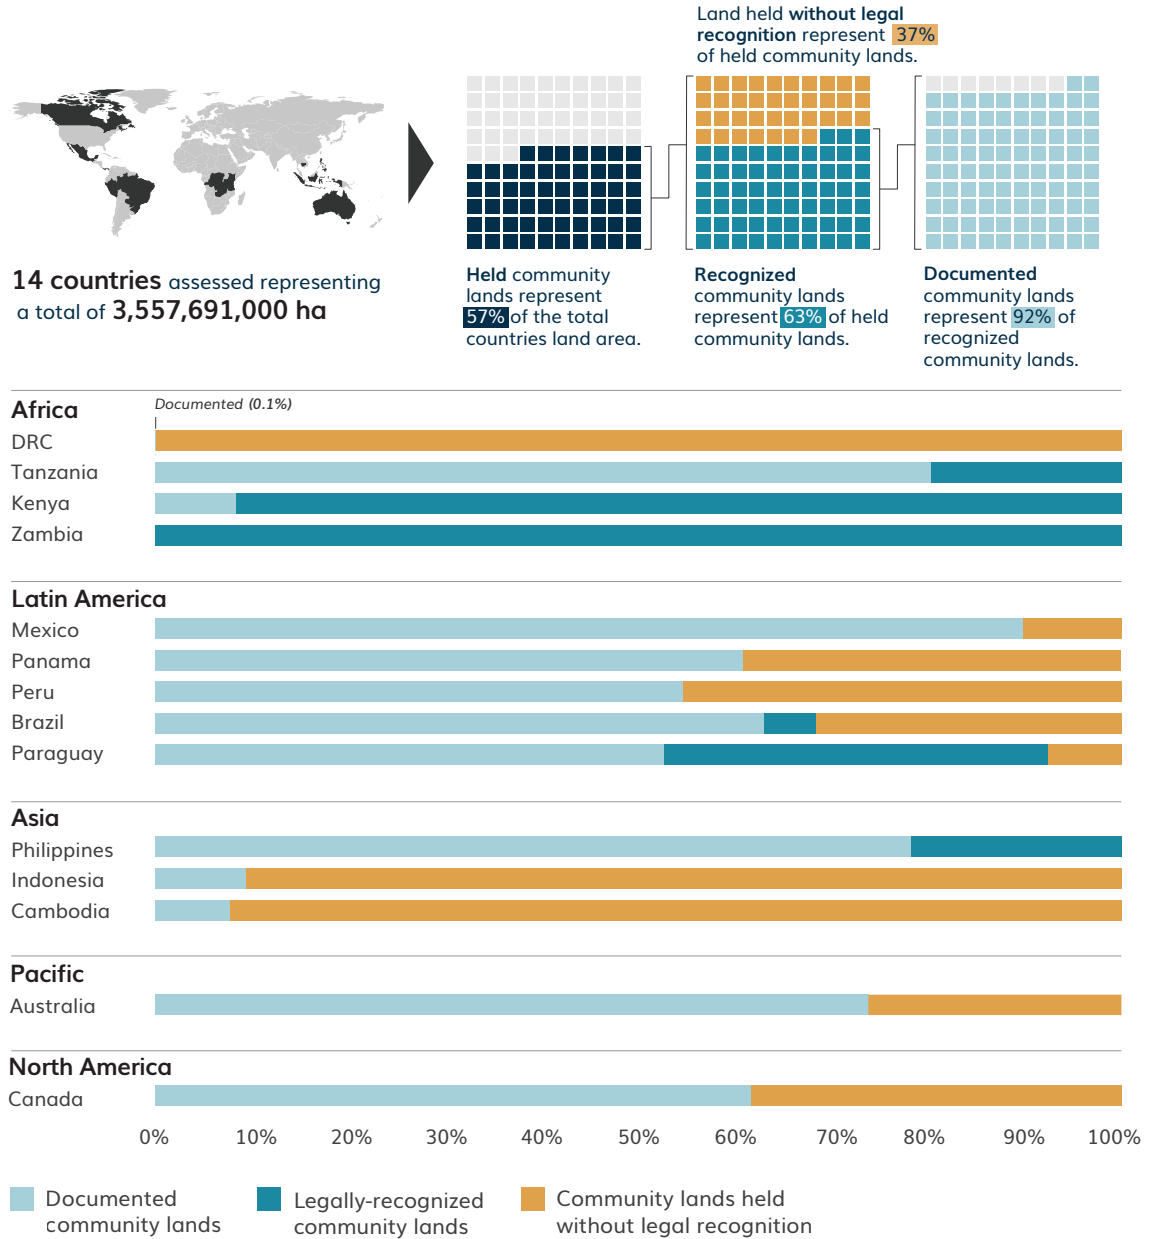 Land held without legal
recognition represent 37%
of held community lands.
14 countries assessed representing
a total of 3,557,691,000 ha
Held community
lands represent
57% of the total
countries land area.
Recognized
community lands
represent 63% of held
community lands.
Documented
community lands
represent 92% of
recognized
community lands.
Africa
Documented (0.1%)
DRC
Tanzania
Kenya
Zambia
Latin America
Mexico
Panama
Peru
Brazil
Paraguay
Asia
Philippines
Indonesia
Cambodia
Pacific
Australia
North America
Canada
0% 10% 20% 30% 40% 50% 60% 70% 80% 90% 100%
Documented
community lands
Legally-recognized
community lands
Community lands held
without legal recognition